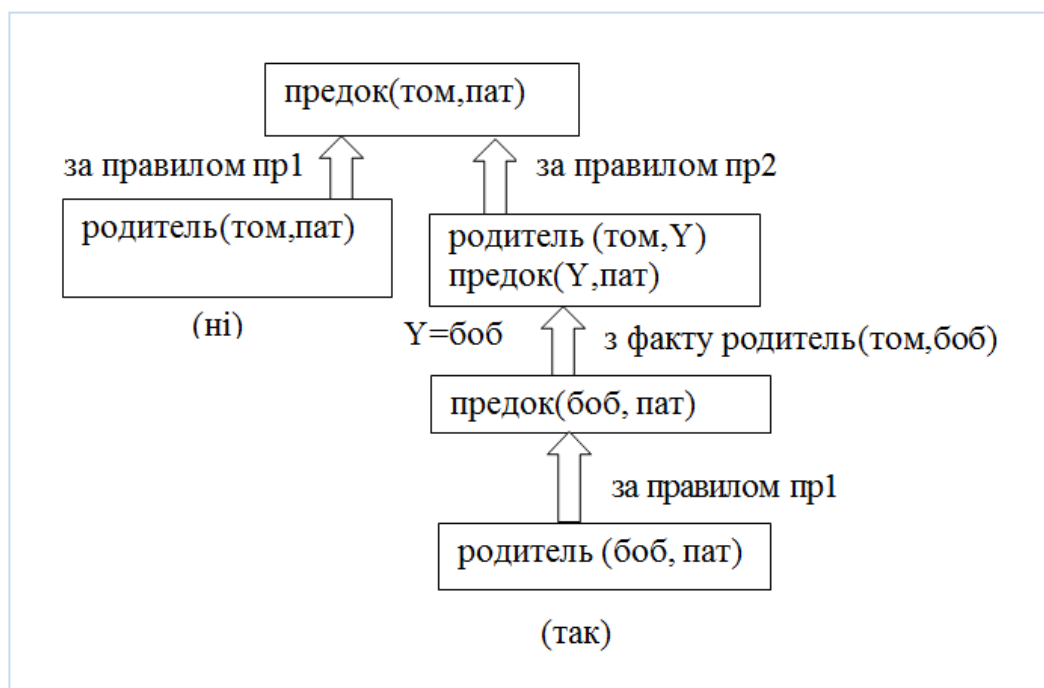 предок(том,пат)
за правилом пр1
за правилом пр2
родитель(том,пат)
родитель (том,Y)
предок(Y,пат)
(ні)
Y=боб
з факту родитель(том,боб)
предок(боб, пат)
за правилом пр1
родитель (боб, пат)
(так)